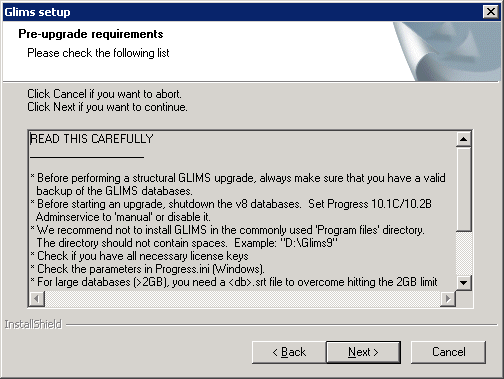 Glims setup
Pre-upgrade requirements
Please check the following list
Click Cancel if you want to abort.
Click Next if you want to continue.
READ THIS CAREFULLY
____________________
* Before performing a structural GLIMS upgrade, always make sure that you have a valid
backup of the GLIMS databases.
* Before starting an upgrade, shutdown the v8 databases. Set Progress 10.1C/10.2B
Adminservice to 'manual' or disable it.
* We recommend not to install GLIMS in the commonly used 'Program files' directory.
The directory should not contain spaces. Example: "D:\Glims9"
* Check if you have all necessary license keys
* Check the parameters in Progress.ini (Windows).
* For large databases (>2GB), you need a <db>.srt file to overcome hitting the 2GB limit
InstallShield
< Back
Next >
Cancel